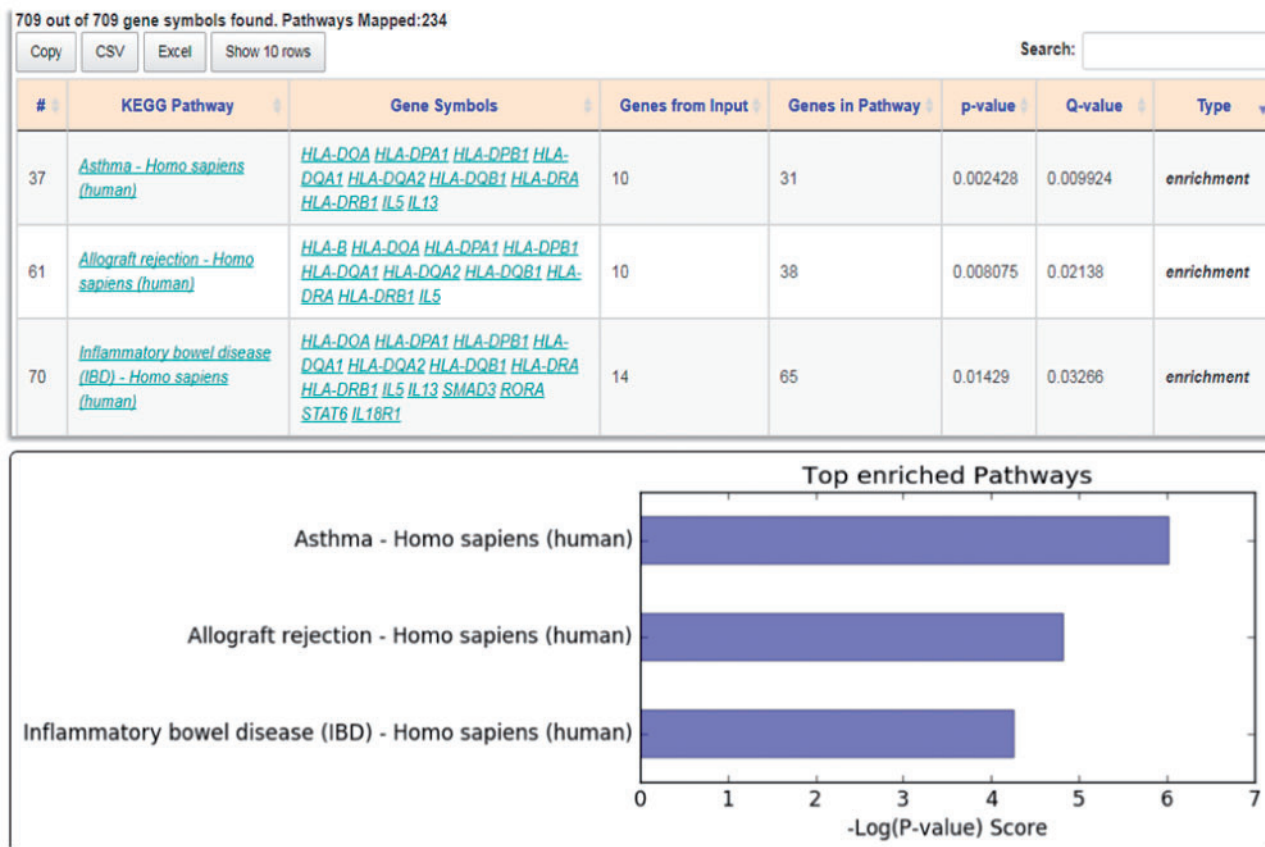 709 out of 709 gene symbols found. Pathways Mapped:234
Copy CSV Excel Show 10 rows Search:
# KEGG Pathway Gene Symbols Genes from Input Genes in Pathway p-value Q-value Type
37 Asthma - Homo sapiens (human) HLA-DOA HLA-DPA1 HLA-DPB1 HLA-DQA1 HLA-DQA2 HLA-DQB1 HLA-DRA HLA-DRB1 IL5 IL13 10 31 0.002428 0.009924 enrichment
61 Allograft rejection - Homo sapiens (human) HLA-B HLA-DOA HLA-DPA1 HLA-DPB1 HLA-DQA1 HLA-DQA2 HLA-DQB1 HLA-DRA HLA-DRB1 IL5 10 38 0.008075 0.02138 enrichment
70 Inflammatory bowel disease (IBD) - Homo sapiens (human) HLA-DOA HLA-DPA1 HLA-DPB1 HLA-DQA1 HLA-DQA2 HLA-DQB1 HLA-DRA HLA-DRB1 IL5 IL13 SMAD3 RORA STAT6 IL18R1 14 65 0.01429 0.03266 enrichment
Top enriched Pathways
Asthma - Homo sapiens (human)
Allograft rejection - Homo sapiens (human)
Inflammatory bowel disease (IBD) - Homo sapiens (human)
0 1 2 3 4 5 6 7
-Log(P-value) Score